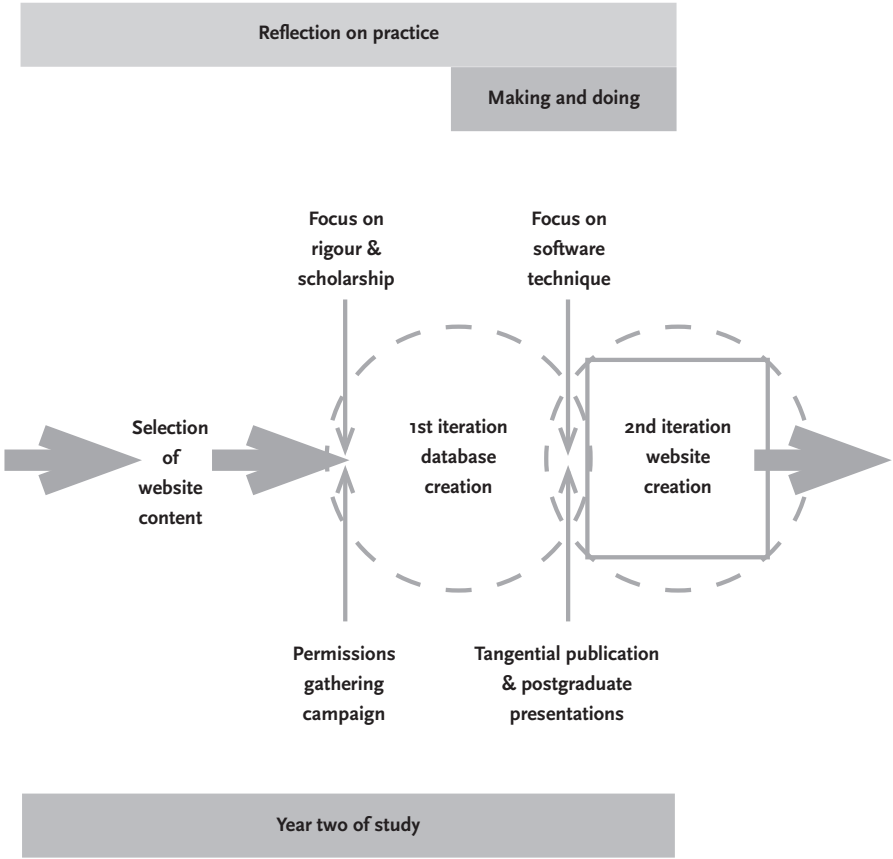 Reflection on practice
Making and doing
Focus on
rigour &
scholarship
Focus on
software
technique
Selection
of
website
content
1st iteration
database
creation
2nd iteration
website
creation
Permissions
gathering
campaign
Tangential publication
& postgraduate
presentations
Year two of study